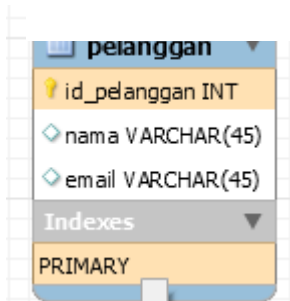 pelanggan
id_pelanggan INT
nama VARCHAR(45)
email VARCHAR(45)
Indexes
PRIMARY